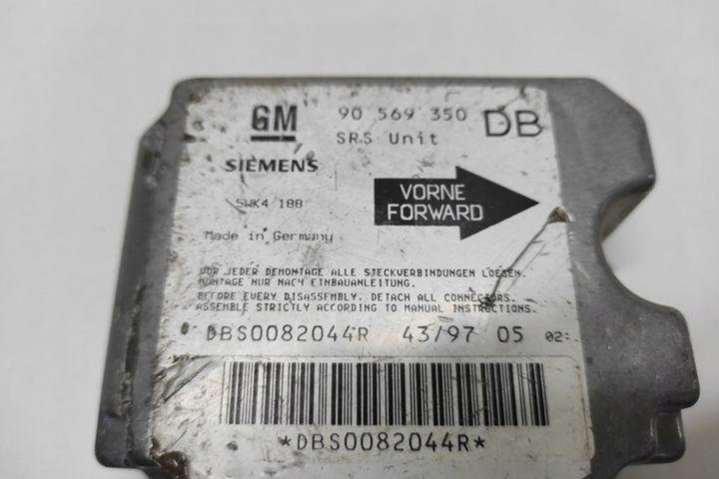 GM 90 569 350 DB
SRS Unit
SIEMENS
5WK4 188
VORNE
FORWARD
Made in Germany
VOR JEDER DEMONTAGE ALLE STECKVERBINDUNGEN LOESEN.
MONTAGE NUR NACH EINBAUANLEITUNG.
BEFORE EVERY DISASSEMBLY. DETACH ALL CONNECTORS.
ASSEMBLE STRICTLY ACCORDING TO MANUAL INSTRUCTIONS.
DBS0082044R 43/97 05 02
*DBS0082044R*